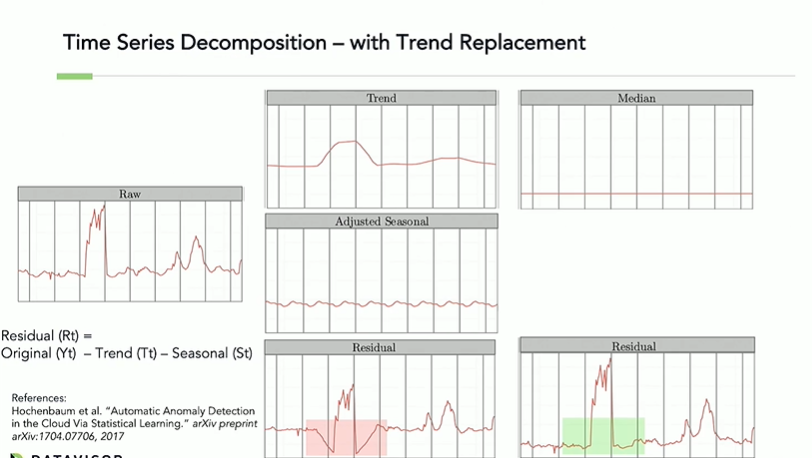 Time Series Decomposition – with Trend Replacement
Trend
Median
Raw
Adjusted Seasonal
Residual (Rt) =
Original (Yt) – Trend (Tt) – Seasonal (St)
Residual
Residual
References:
Hochenbaum et al. “Automatic Anomaly Detection
in the Cloud Via Statistical Learning.” arXiv preprint
arXiv:1704.07706, 2017
DATAVISOR